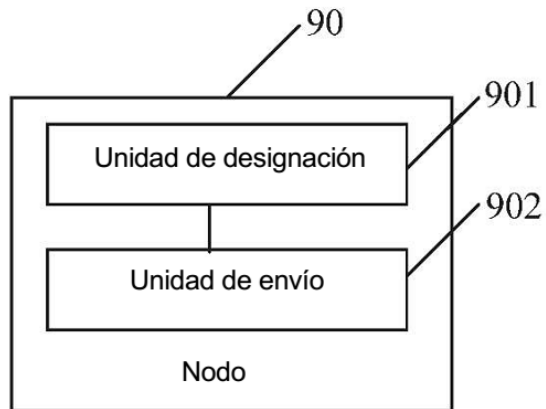 90
901
Unidad de designación
902
Unidad de envío
Nodo